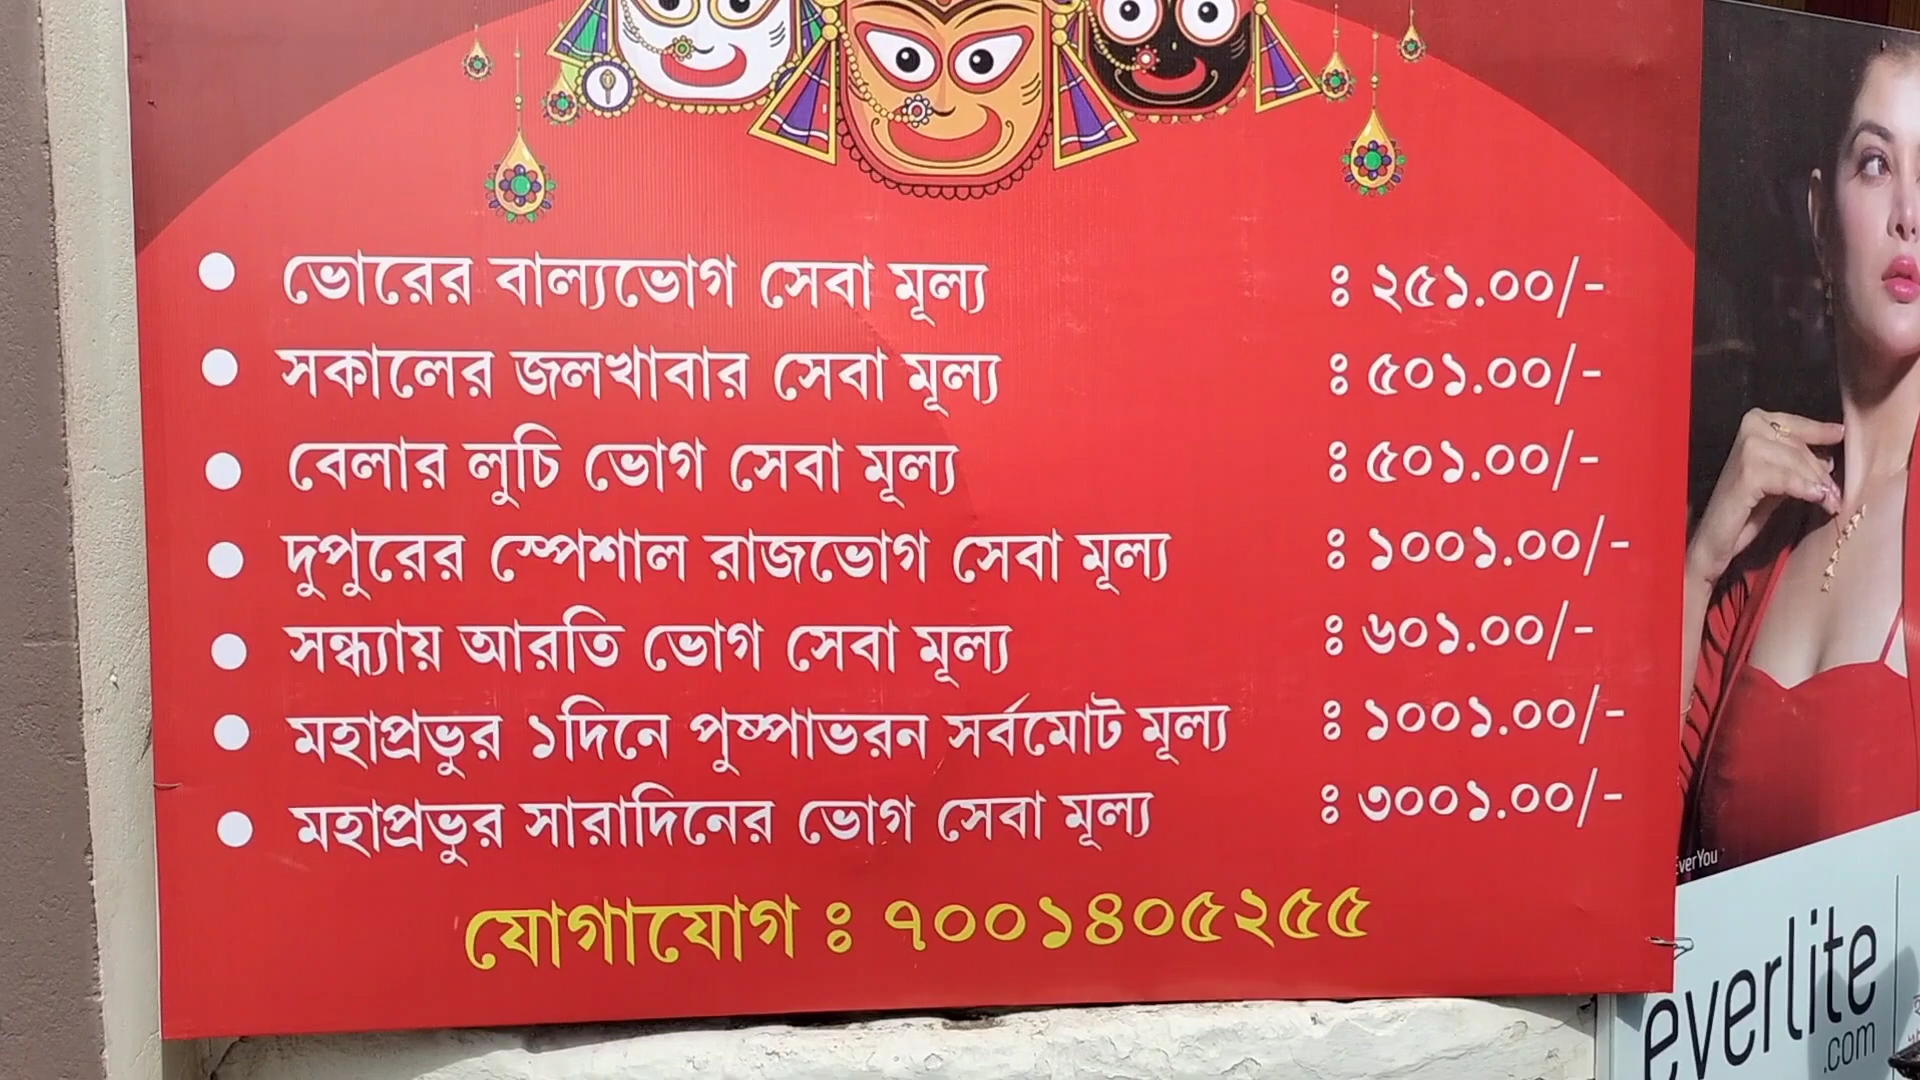 ভোরের বাল্যভোগ সেবা মূল্য : ২৫১.০০/-
সকালের জলখাবার সেবা মূল্য : ৫০১.০০/-
বেলার লুচি ভোগ সেবা মূল্য : ৫০১.০০/-
দুপুরের স্পেশাল রাজভোগ সেবা মূল্য : ১০০১.০০/-
সন্ধ্যায় আরতি ভোগ সেবা মূল্য : ৬০১.০০/-
মহাপ্রভুর ১দিনে পুষ্পাভরন সর্বমোট মূল্য : ১০০১.০০/-
মহাপ্রভুর সারাদিনের ভোগ সেবা মূল্য : ৩০০১.০০/-
যোগাযোগ : ৭০০১৪০৫২৫৫
EverYou
everlite
.com